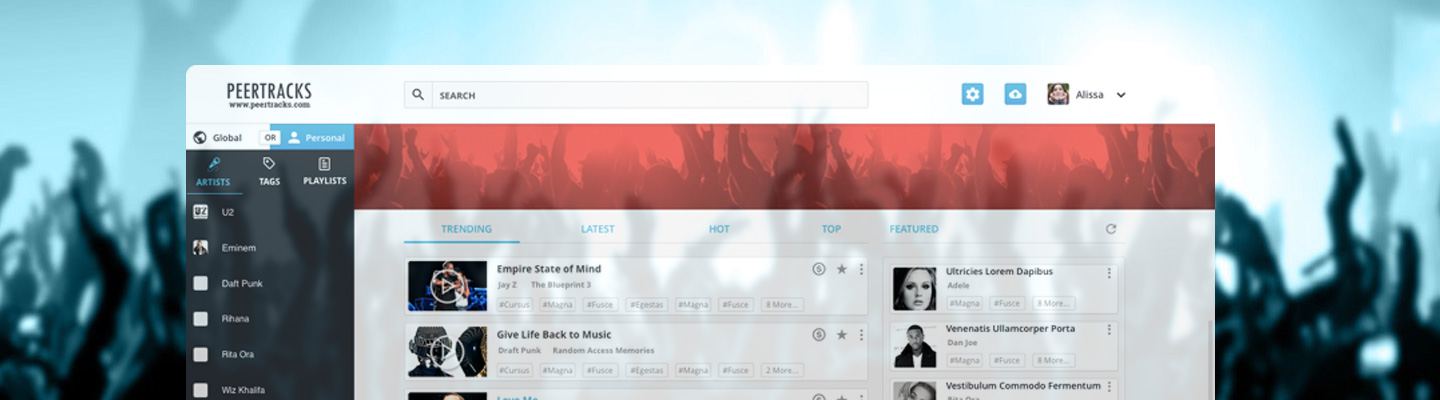 PEERTRACKS
www.peertracks.com
SEARCH
Alissa
Global OR Personal
ARTISTS TAGS PLAYLISTS
U2
Eminem
Daft Punk
Rihana
Rita Ora
Wiz Khalifa
TRENDING LATEST HOT TOP FEATURED
Empire State of Mind
Jay Z The Blueprint 3
#Cursus #Magna #Fusce #Egestas #Magna #Fusce 8 More...
Give Life Back to Music
Draft Punk Random Access Memories
#Cursus #Magna #Fusce #Egestas #Magna #Fusce 2 More...
Love Me
Ultricies Lorem Dapibus
Adele
#Magna #Fusce 8 More...
Venenatis Ullamcorper Porta
Dan Joe
#Magna #Fusce 8 More...
Vestibulum Commodo Fermentum
Rita Ora